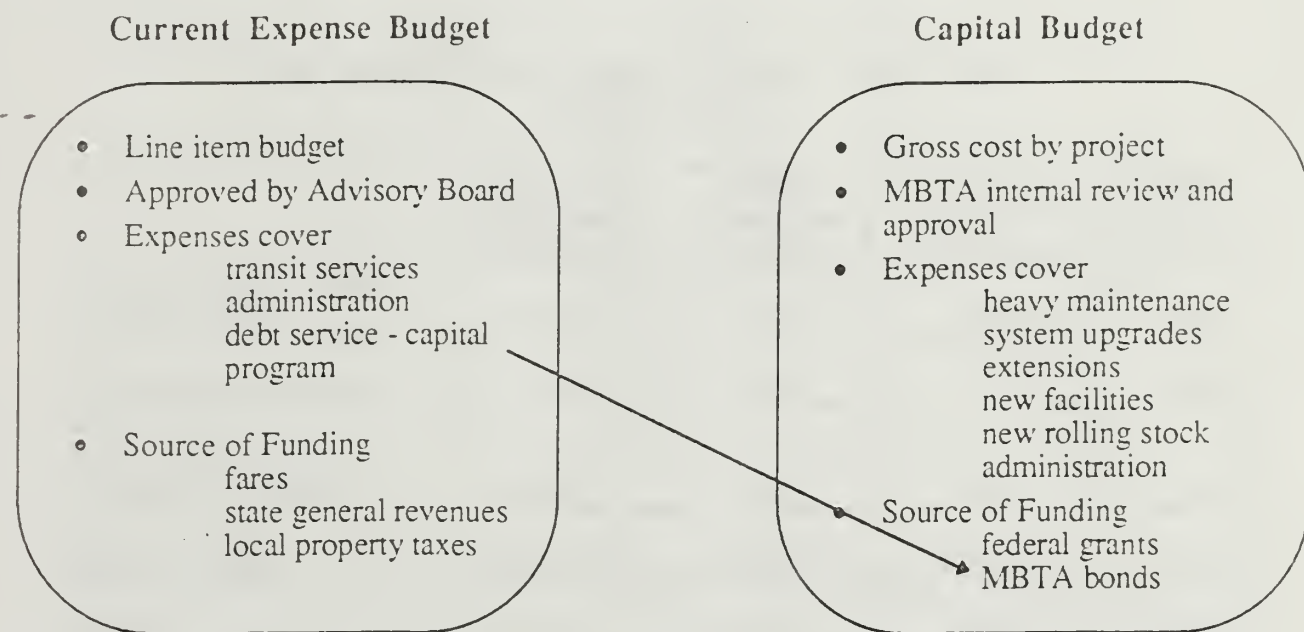 Current Expense Budget
• Line item budget
• Approved by Advisory Board
• Expenses cover
transit services
administration
debt service - capital
program
• Source of Funding
fares
state general revenues
local property taxes
Capital Budget
• Gross cost by project
• MBTA internal review and
approval
• Expenses cover
heavy maintenance
system upgrades
extensions
new facilities
new rolling stock
administration
• Source of Funding
federal grants
MBTA bonds